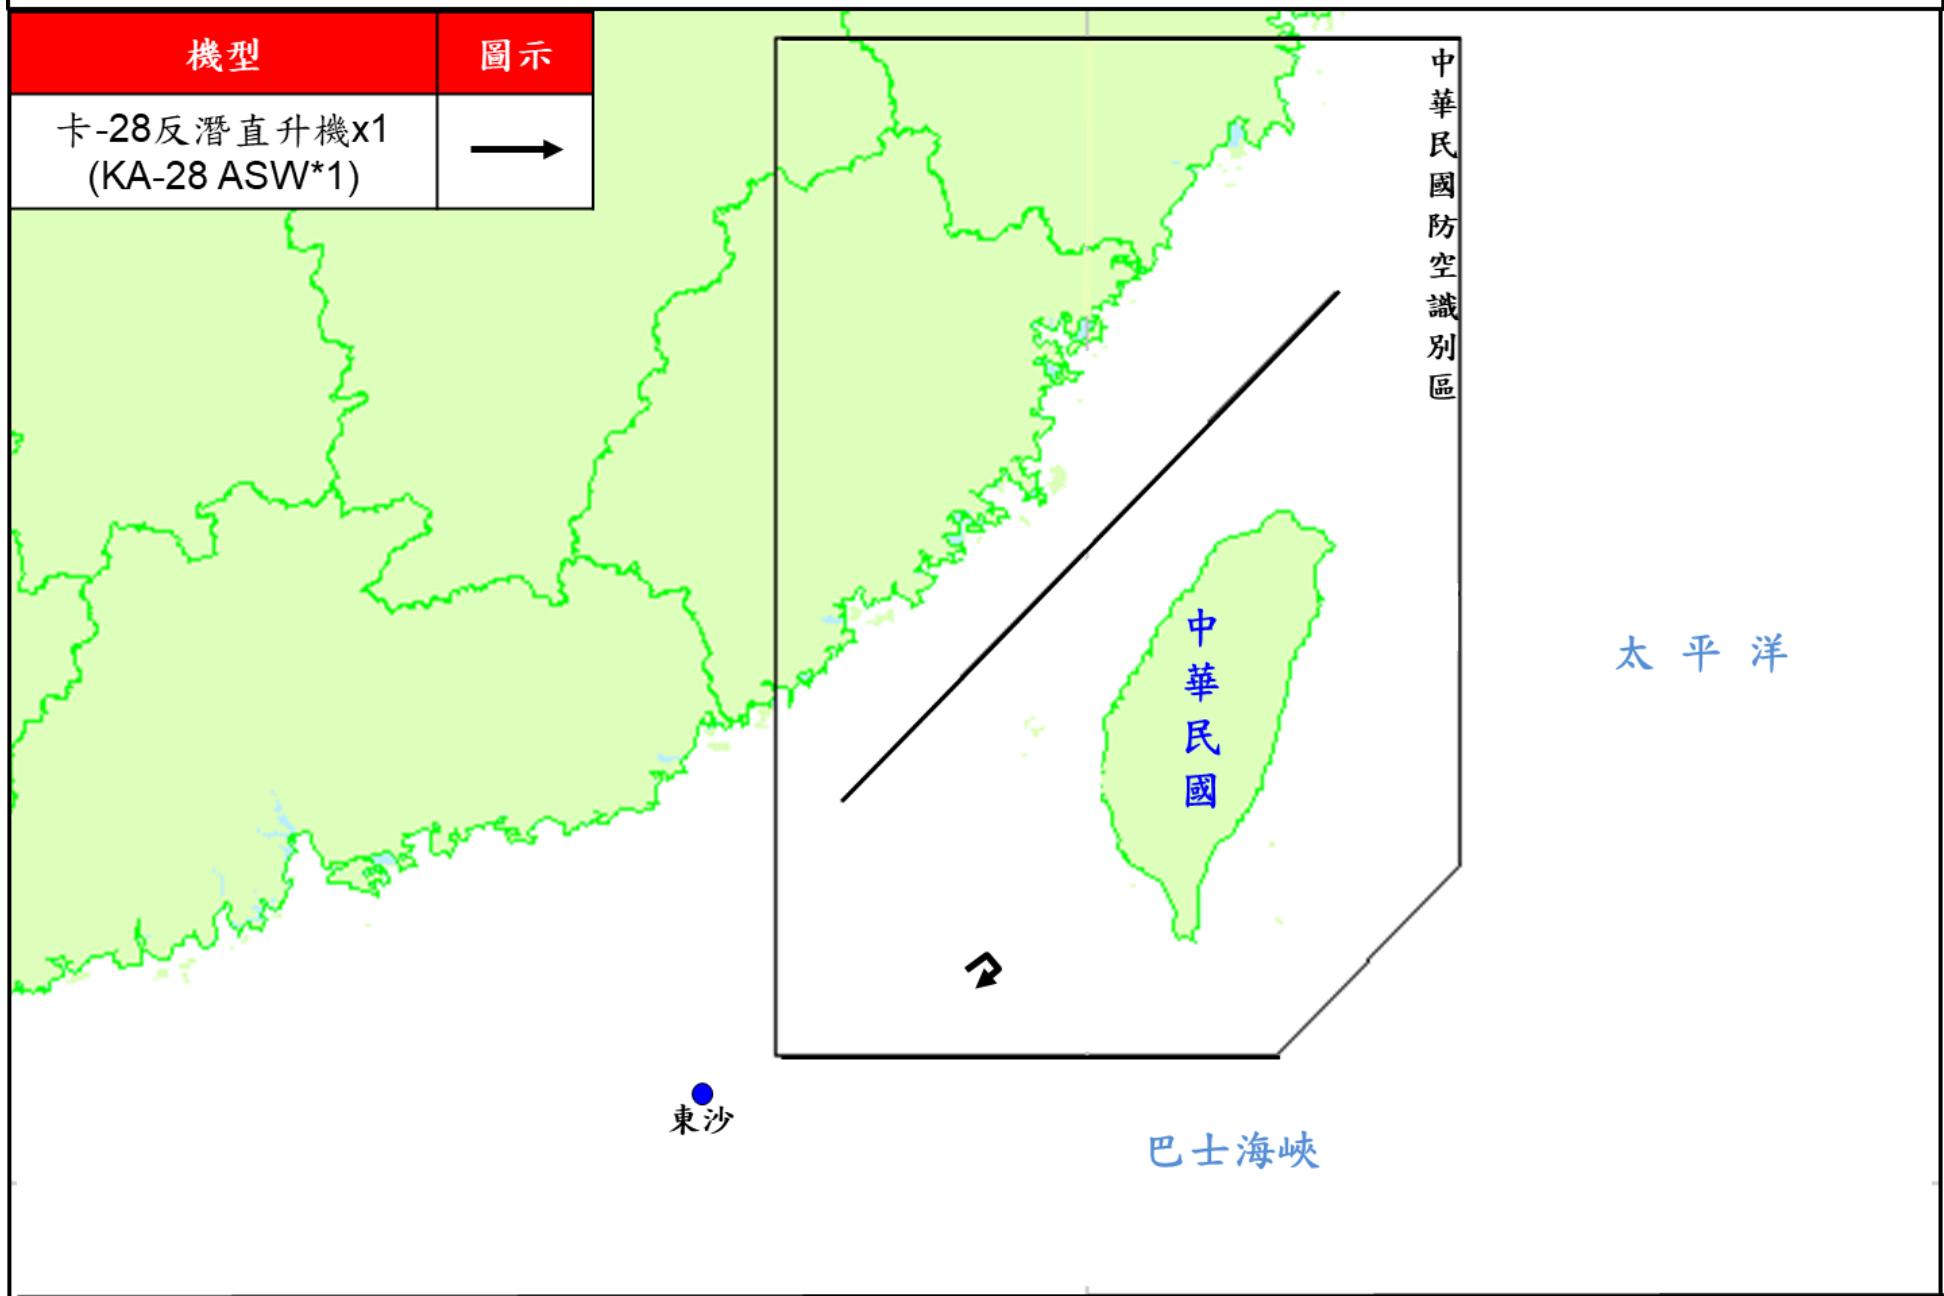 機型
圖示
卡-28反潛直升機x1
(KA-28 ASW*1)
中華民國防空識別區
中華民國
太平洋
東沙
巴士海峽